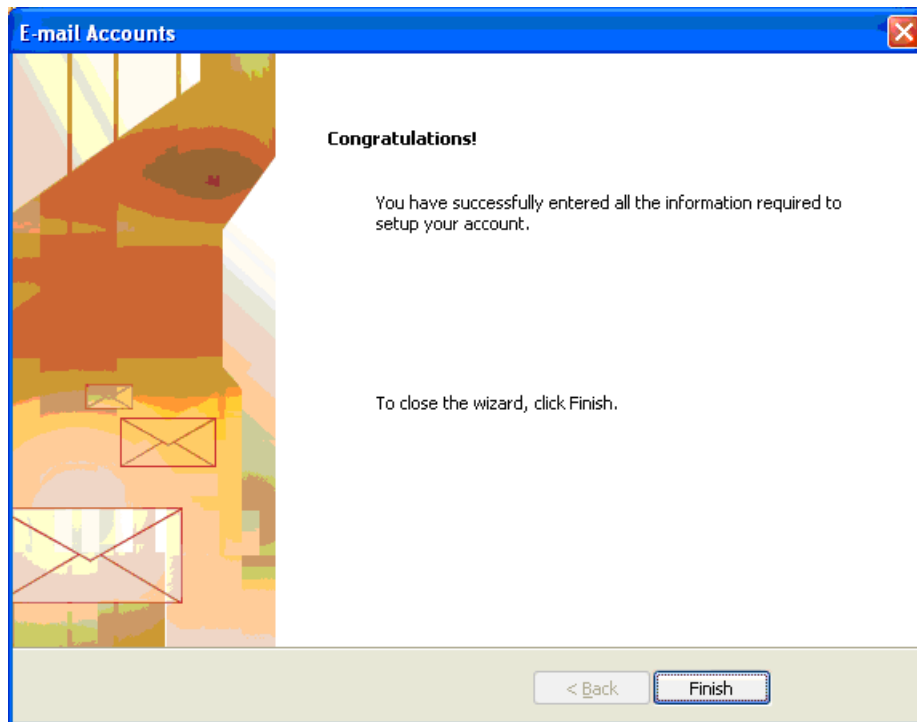 E-mail Accounts
Congratulations!
You have successfully entered all the information required to
setup your account.
To close the wizard, click Finish.
< Back
Finish